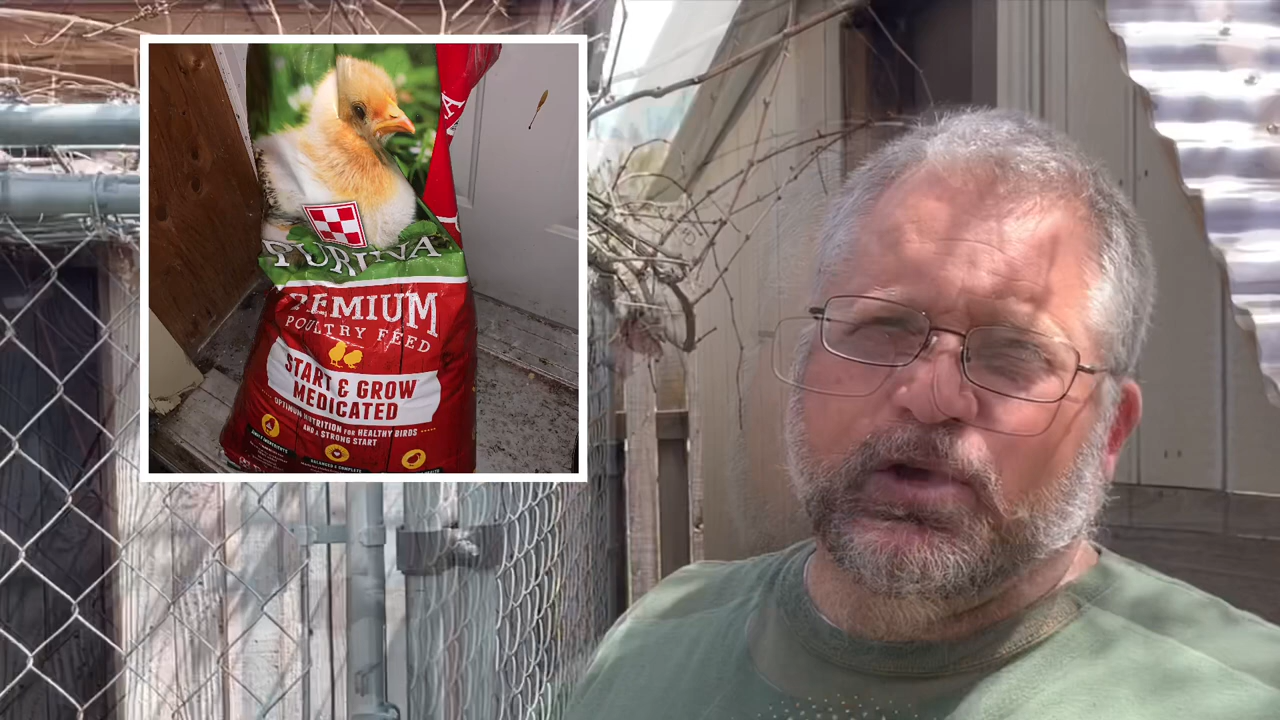 PURINA
PREMIUM
POULTRY FEED
START & GROW
MEDICATED
OPTIMUM NUTRITION FOR HEALTHY BIRDS
AND A STRONG START